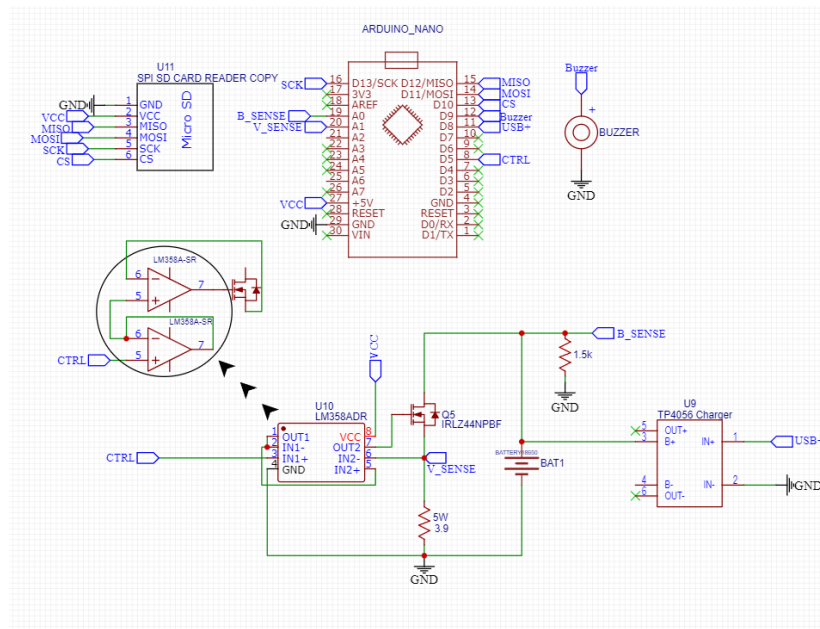 ARDUINO_NANO
U11
SPI SD CARD READER COPY
GND 1 GND
VCC 2 VCC
MISO 3 MISO
MOSI 4 MOSI
SCK 5 SCK
CS 6 CS
Micro SD
SCK 16 D13/SCK D12/MISO 15 MISO
17 3V3 D11/MOSI 14 MOSI
18 AREF D10 13 CS
B_SENSE 19 A0 D9 12 Buzzer
V_SENSE 20 A1 D8 11 USB+
21 A2 D7 10
22 A3 D6 9
23 A4 D5 8 CTRL
24 A5 D4 7
25 A6 D3 6
26 A7 D2 5
VCC 27 +5V GND 4
28 RESET RESET 3
GND 29 GND D0/RX 2
30 VIN D1/TX 1
Buzzer
+
BUZZER
GND
LM358A-SR
6 -
7
5 +
LM358A-SR
6 -
7
CTRL 5 +
VCC
B_SENSE
1.5k
GND
U10
LM358ADR
1 OUT1 VCC 8
2 IN1- OUT2 7
CTRL 3 IN1+ IN2- 6
4 GND IN2+ 5
Q5
IRLZ44NPBF
V_SENSE
5W
3.9
GND
BAT1
U9
TP4056 Charger
5 OUT+
3 B+ IN+ 1 USB+
4 B- IN- 2 GND
6 OUT-